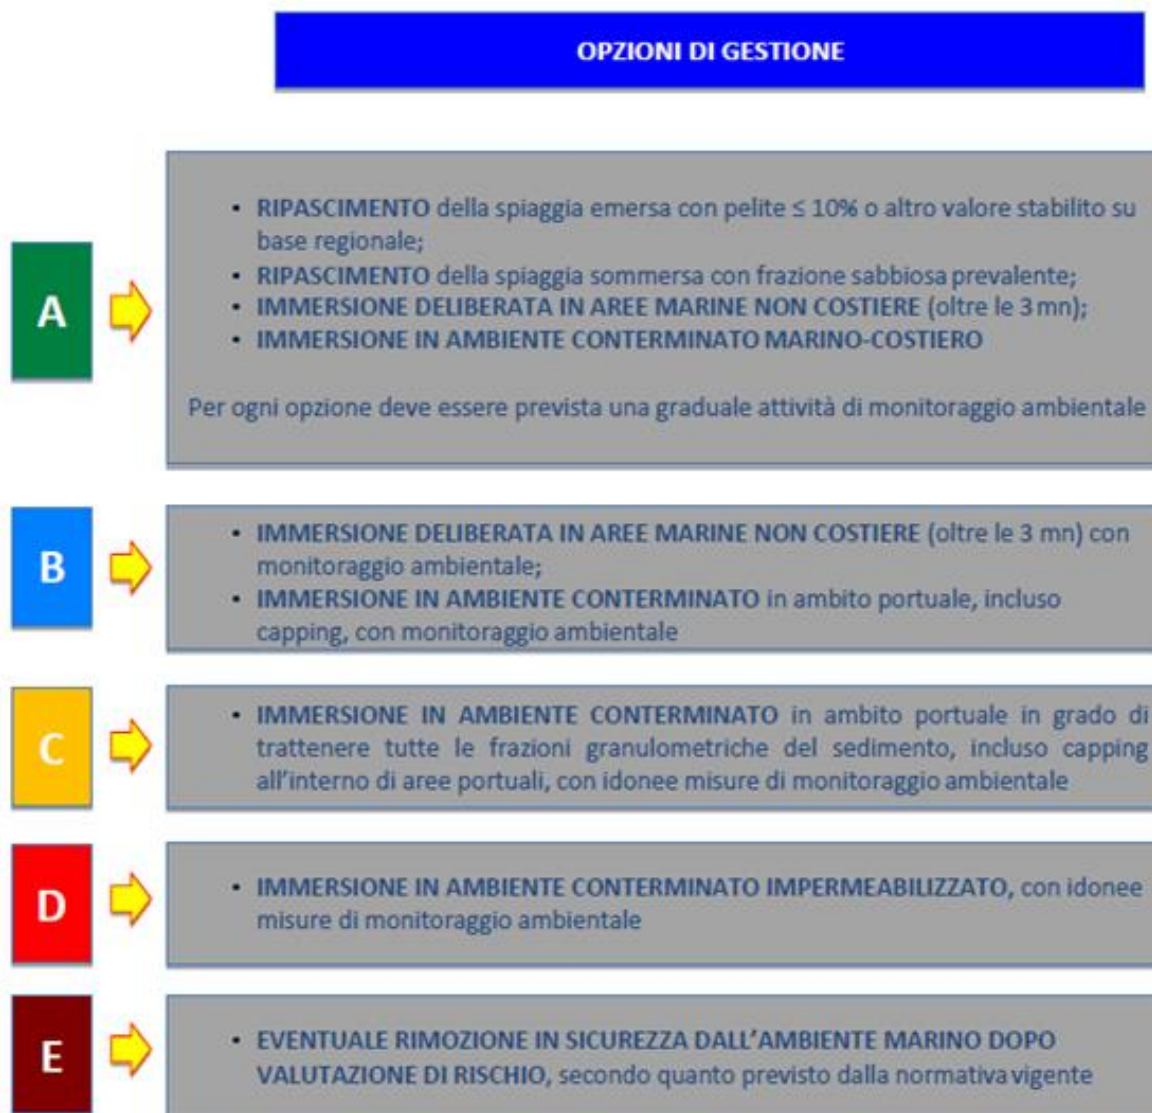 OPZIONI DI GESTIONE
A
• RIPASCIMENTO della spiaggia emersa con pelite ≤ 10% o altro valore stabilito su
base regionale;
• RIPASCIMENTO della spiaggia sommersa con frazione sabbiosa prevalente;
• IMMERSIONE DELIBERATA IN AREE MARINE NON COSTIERE (oltre le 3 mn);
• IMMERSIONE IN AMBIENTE CONTERMINATO MARINO-COSTIERO
Per ogni opzione deve essere prevista una graduale attività di monitoraggio ambientale
B
• IMMERSIONE DELIBERATA IN AREE MARINE NON COSTIERE (oltre le 3 mn) con
monitoraggio ambientale;
• IMMERSIONE IN AMBIENTE CONTERMINATO in ambito portuale, incluso
capping, con monitoraggio ambientale
C
• IMMERSIONE IN AMBIENTE CONTERMINATO in ambito portuale in grado di
trattenere tutte le frazioni granulometriche del sedimento, incluso capping
all'interno di aree portuali, con idonee misure di monitoraggio ambientale
D
• IMMERSIONE IN AMBIENTE CONTERMINATO IMPERMEABILIZZATO, con idonee
misure di monitoraggio ambientale
E
• EVENTUALE RIMOZIONE IN SICUREZZA DALL'AMBIENTE MARINO DOPO
VALUTAZIONE DI RISCHIO, secondo quanto previsto dalla normativa vigente